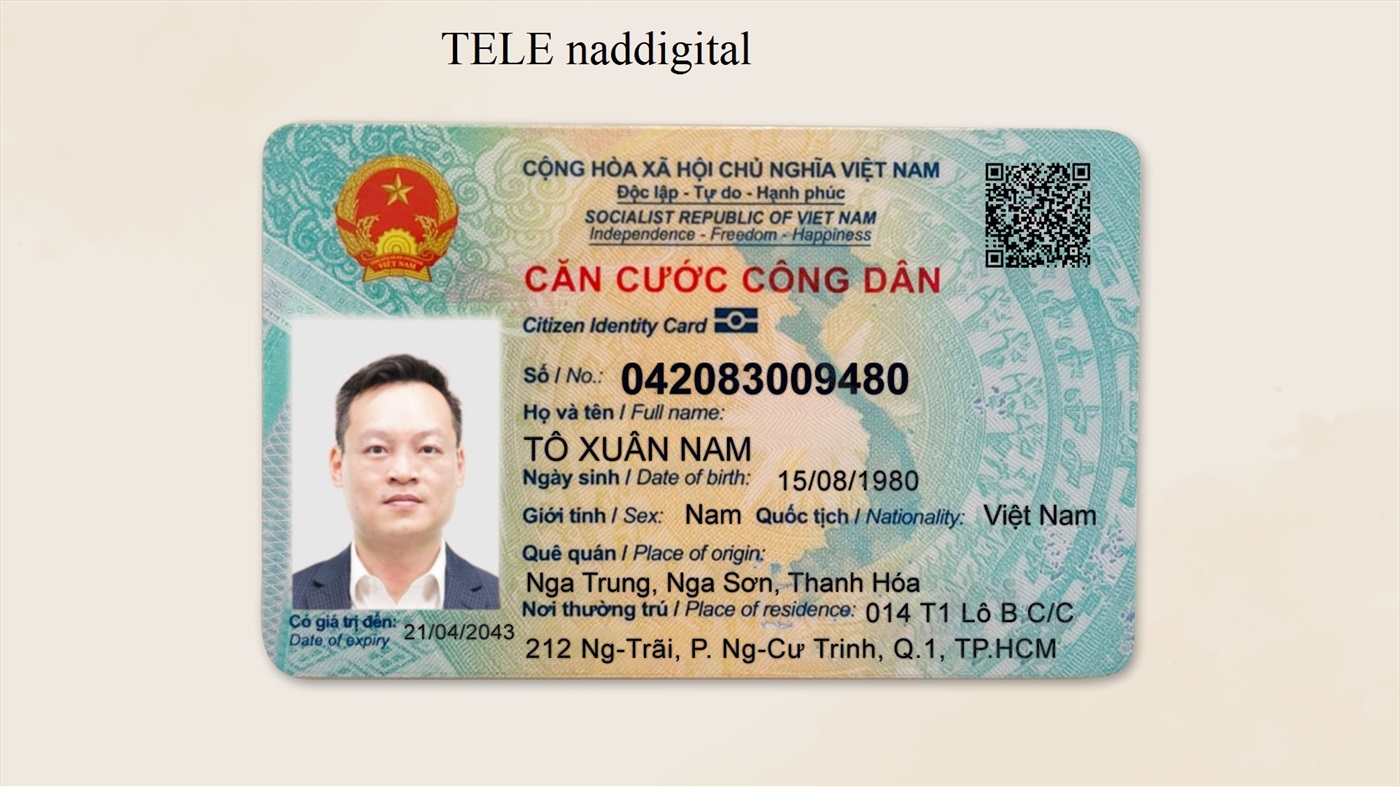 TELE naddigital
CỘNG HÒA XÃ HỘI CHỦ NGHĨA VIỆT NAM
Độc lập - Tự do - Hạnh phúc
SOCIALIST REPUBLIC OF VIET NAM
Independence - Freedom - Happiness
CĂN CƯỚC CÔNG DÂN
Citizen Identity Card
VIỆT NAM
Số / No.: 042083009480
Họ và tên / Full name:
TÔ XUÂN NAM
Ngày sinh / Date of birth: 15/08/1980
Giới tính / Sex: Nam Quốc tịch / Nationality: Việt Nam
Quê quán / Place of origin:
Nga Trung, Nga Sơn, Thanh Hóa
Nơi thường trú / Place of residence: 014 T1 Lô B C/C
212 Ng-Trãi, P. Ng-Cư Trinh, Q.1, TP.HCM
Có giá trị đến: 21/04/2043
Date of expiry